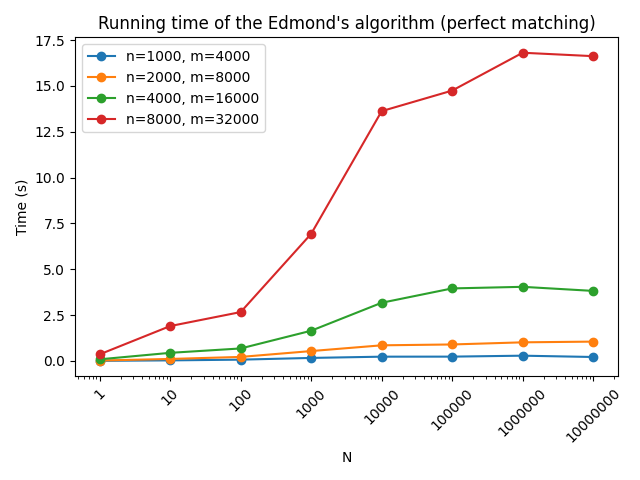 Running time of the Edmond's algorithm (perfect matching)
n=1000, m=4000
n=2000, m=8000
n=4000, m=16000
n=8000, m=32000
Time (s)
17.5
15.0
12.5
10.0
7.5
5.0
2.5
0.0
1
10
100
1000
10000
100000
1000000
10000000
N